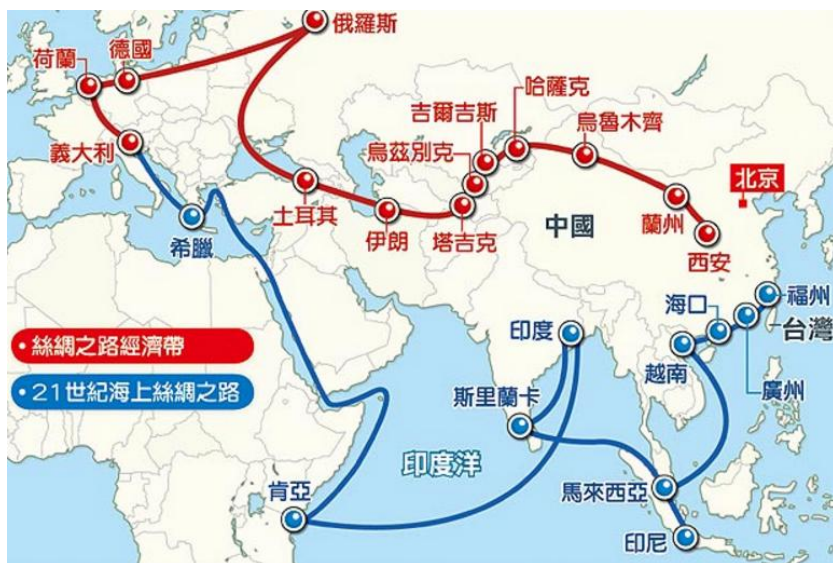 俄羅斯
德國
荷蘭
義大利
希臘
土耳其
伊朗
塔吉克
烏茲別克
吉爾吉斯
哈薩克
烏魯木齊
蘭州
西安
北京
中國
福州
台灣
海口
廣州
越南
印度
斯里蘭卡
印度洋
馬來西亞
印尼
肯亞
•絲綢之路經濟帶
•21世紀海上絲綢之路